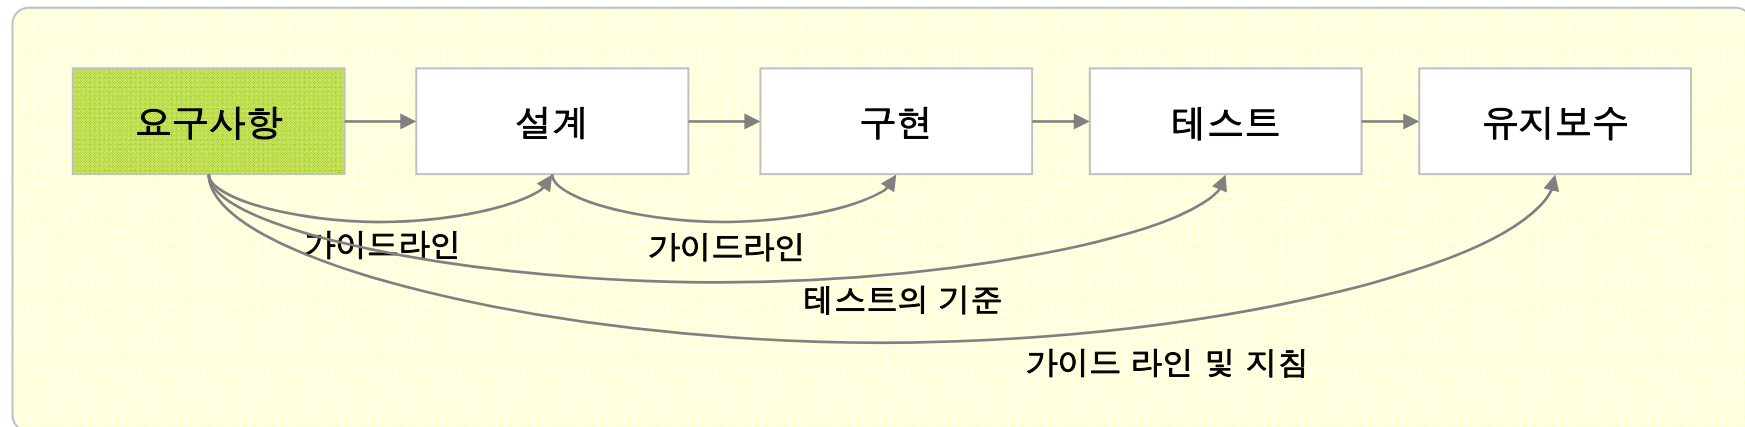 요구사항
설계
구현
테스트
유지보수
가이드라인
가이드라인
테스트의 기준
가이드 라인 및 지침